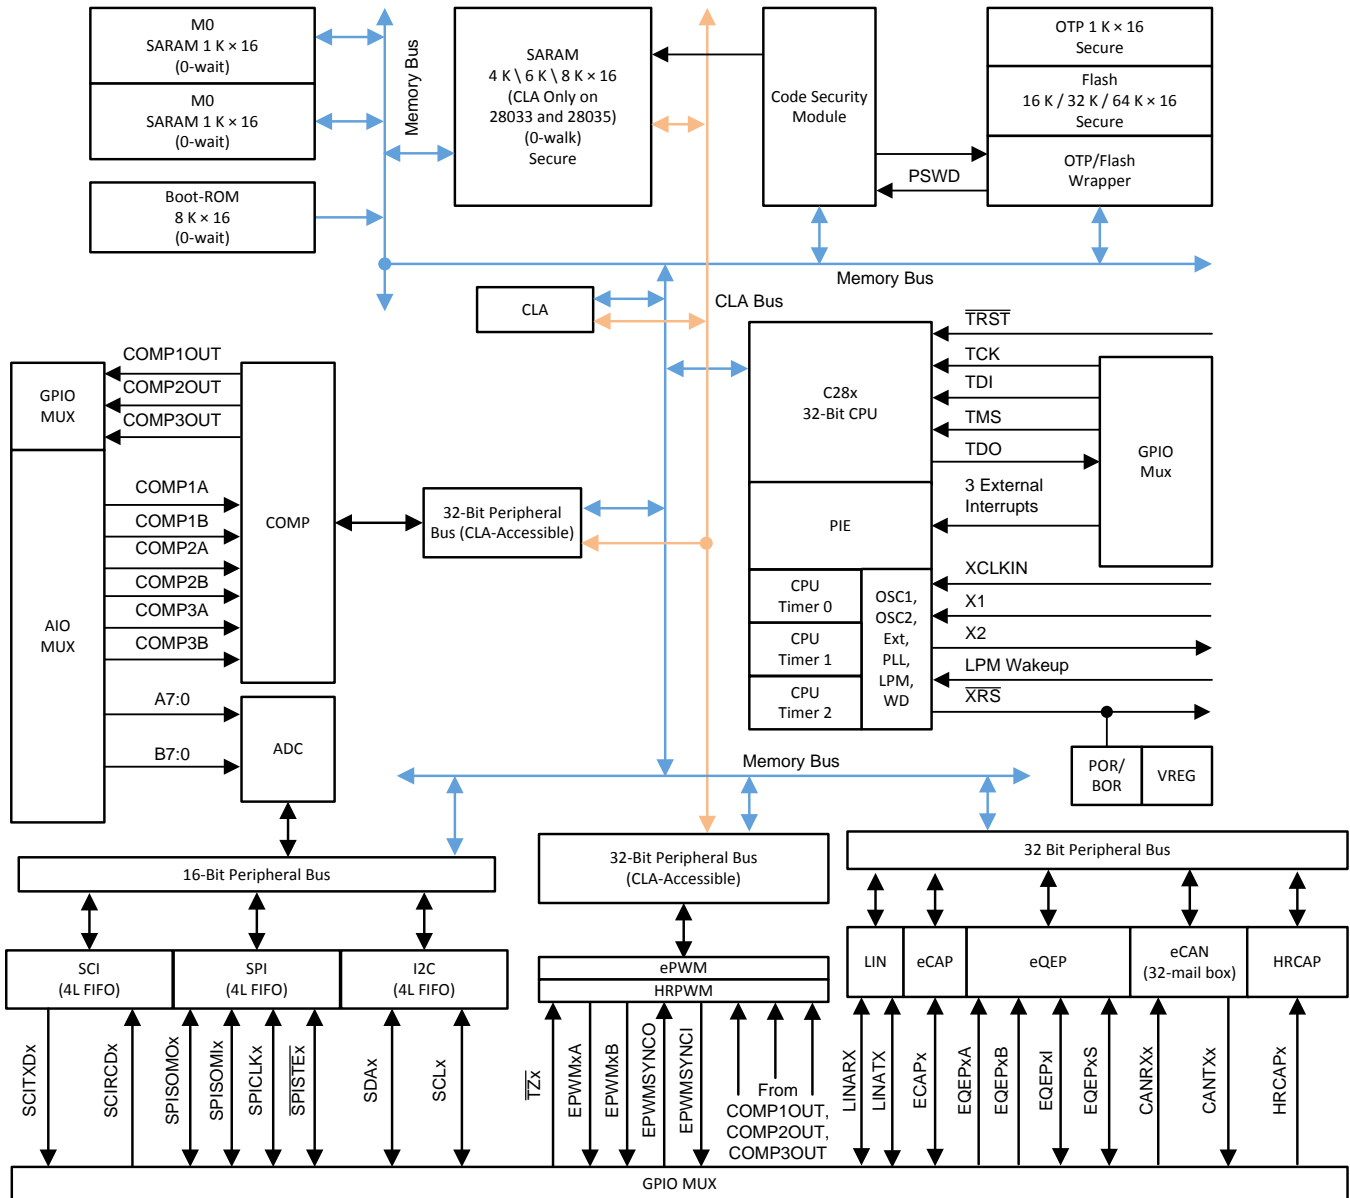 M0
SARAM 1 K × 16
(0-wait)
M0
SARAM 1 K × 16
(0-wait)
Boot-ROM
8 K × 16
(0-wait)
Memory Bus
SARAM
4 K \ 6 K \ 8 K × 16
(CLA Only on
28033 and 28035)
(0-walk)
Secure
Code Security
Module
OTP 1 K × 16
Secure
Flash
16 K / 32 K / 64 K × 16
Secure
OTP/Flash
Wrapper
PSWD
Memory Bus
CLA
CLA Bus
C28x
32-Bit CPU
PIE
CPU
Timer 0
CPU
Timer 1
CPU
Timer 2
OSC1,
OSC2,
Ext,
PLL,
LPM,
WD
TRST
TCK
TDI
TMS
TDO
3 External
Interrupts
GPIO
Mux
XCLKIN
X1
X2
LPM Wakeup
XRS
POR/
BOR
VREG
GPIO
MUX
AIO
MUX
COMP1OUT
COMP2OUT
COMP3OUT
COMP1A
COMP1B
COMP2A
COMP2B
COMP3A
COMP3B
COMP
A7:0
B7:0
ADC
32-Bit Peripheral
Bus (CLA-Accessible)
Memory Bus
16-Bit Peripheral Bus
32-Bit Peripheral Bus
(CLA-Accessible)
32 Bit Peripheral Bus
SCI
(4L FIFO)
SPI
(4L FIFO)
I2C
(4L FIFO)
ePWM
HRPWM
LIN
eCAP
eQEP
eCAN
(32-mail box)
HRCAP
SCITXDx
SCIRCDx
SPISOMOx
SPISOMIx
SPICLKx
SPISTEx
SDAx
SCLx
TZx
EPWMxA
EPWMxB
EPWMSYNCO
EPWMSYNCI
From
COMP1OUT,
COMP2OUT,
COMP3OUT
LINARX
LINATX
ECAPx
EQEPxA
EQEPxB
EQEPxI
EQEPxS
CANRXx
CANTXx
HRCAPx
GPIO MUX